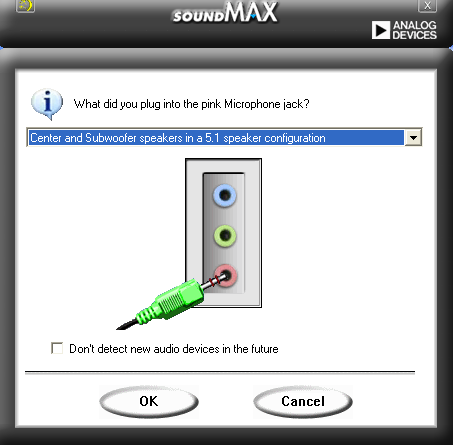 SOUNDMAX
ANALOG
DEVICES
What did you plug into the pink Microphone jack?
Center and Subwoofer speakers in a 5.1 speaker configuration
Don't detect new audio devices in the future
OK
Cancel